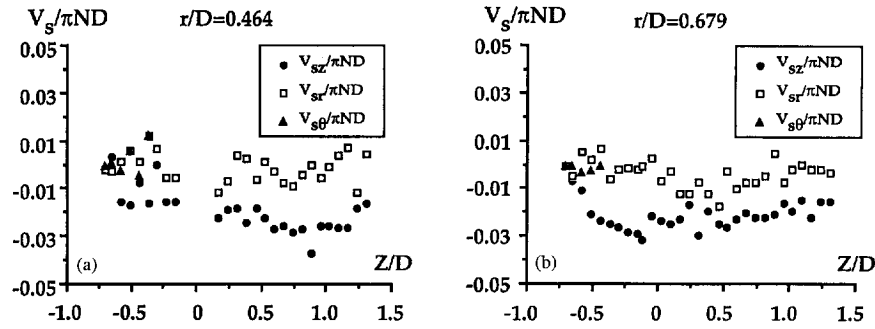 V_s/πND r/D=0.464
0.05
0.03
0.01
-0.01
-0.03
-0.05
V_sz/πND
V_sr/πND
V_sθ/πND
(a)
Z/D
-1.0 -0.5 0 0.5 1.0 1.5
V_s/πND r/D=0.679
0.05
0.03
0.01
-0.01
-0.03
-0.05
V_sz/πND
V_sr/πND
V_sθ/πND
(b)
Z/D
-1.0 -0.5 0 0.5 1.0 1.5